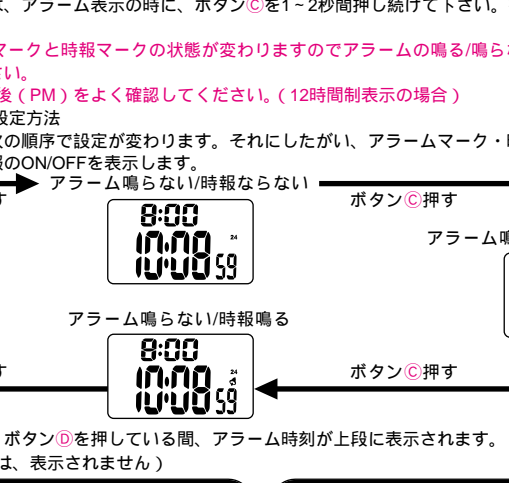 は、アラーム表示の時に、ボタンⒸを1~2秒間押し続けて下さい。
マークと時報マークの状態が変わりますのでアラームの鳴る/鳴らな
さい。
後(PM)をよく確認してください。(12時間制表示の場合)
設定方法
次の順序で設定が変わります。それにしたがい、アラームマーク・時
報のON/OFFを表示します。
す アラーム鳴らない/時報ならない ボタンⒸ押す
8:00
24
10:08 59
アラーム鳴
アラーム鳴らない/時報鳴る
す ボタンⒸ押す
8:00
24
10:08 59
ボタンⒹを押している間、アラーム時刻が上段に表示されます。
は、表示されません)